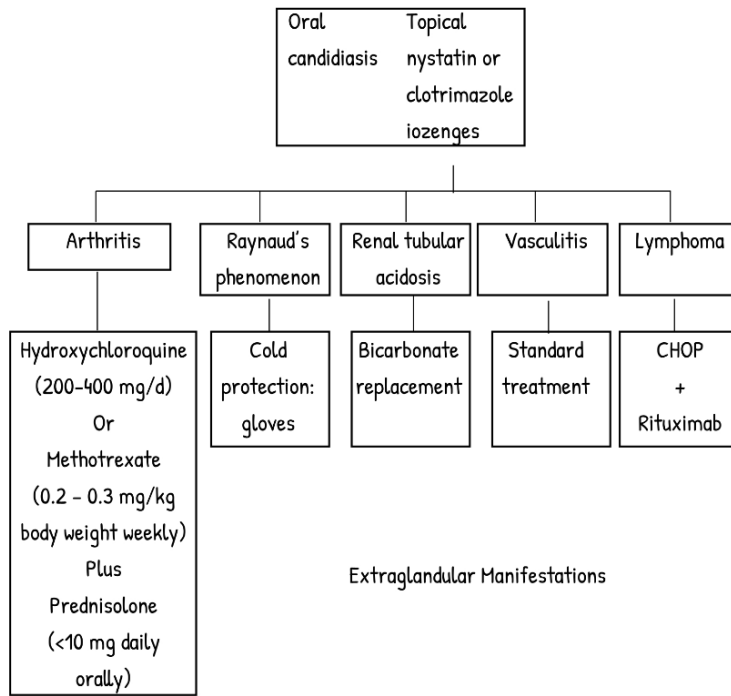 Oral
candidiasis
Topical
nystatin or
clotrimazole
iozenges
Arthritis
Raynaud's
phenomenon
Renal tubular
acidosis
Vasculitis
Lymphoma
Hydroxychloroquine
(200-400 mg/d)
Or
Methotrexate
(0.2 - 0.3 mg/kg
body weight weekly)
Plus
Prednisolone
(<10 mg daily
orally)
Cold
protection:
gloves
Bicarbonate
replacement
Standard
treatment
CHOP
+
Rituximab
Extraglandular Manifestations